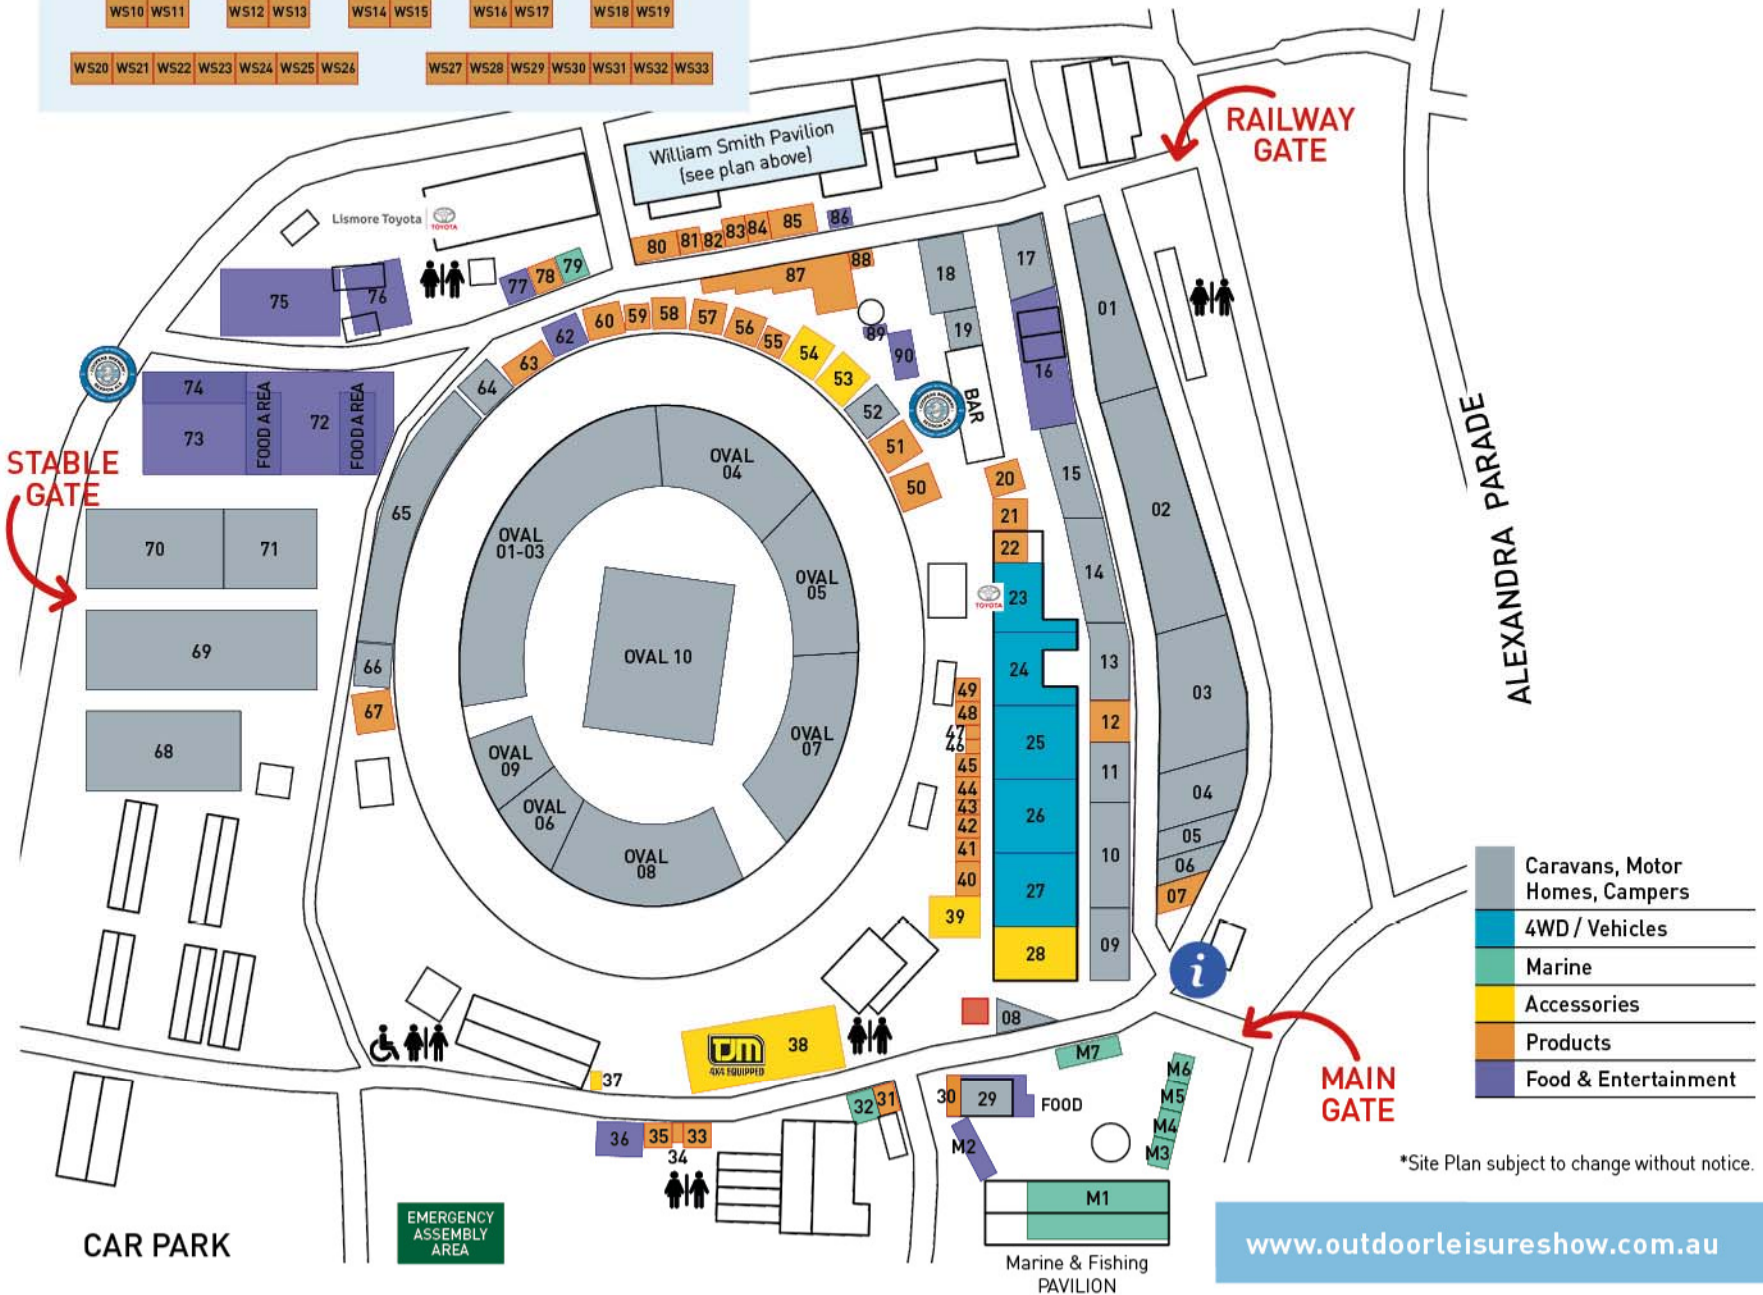 WS10 WS11 WS12 WS13 WS14 WS15 WS16 WS17 WS18 WS19
WS20 WS21 WS22 WS23 WS24 WS25 WS26 WS27 WS28 WS29 WS30 WS31 WS32 WS33
William Smith Pavilion
(see plan above)
RAILWAY
GATE
Lismore Toyota
TOYOTA
80 81 82 83 84 85 86
75 76 77 78 79
87 88
18 17
19
01
16
89 90
BAR
62 60 59 58 57 56 55 54 53
63
64
52
51
50
74
73
FOOD AREA
72
FOOD AREA
STABLE
GATE
65
70 71
69
66
67
68
OVAL
01-03
OVAL
04
OVAL
05
OVAL 10
OVAL
07
OVAL
09
OVAL
06
OVAL
08
20
21
22
TOYOTA
23
24
25
26
27
28
15
14
13
12
11
10
09
02
03
04
05
06
07
ALEXANDRA PARADE
49
48
47
46
45
44
43
42
41
40
39
i
08
TJM
4X4 EQUIPPED
38
37
M7
M6
M5
M4
M3
MAIN
GATE
32 31
30 29 FOOD
M2
36 35 33
34
M1
Marine & Fishing
PAVILION
CAR PARK
EMERGENCY
ASSEMBLY
AREA
Caravans, Motor
Homes, Campers
4WD / Vehicles
Marine
Accessories
Products
Food & Entertainment
*Site Plan subject to change without notice.
www.outdoorleisureshow.com.au